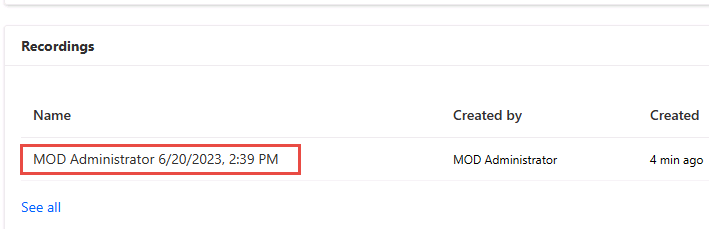 Recordings
Name Created by Created
MOD Administrator 6/20/2023, 2:39 PM MOD Administrator 4 min ago
See all